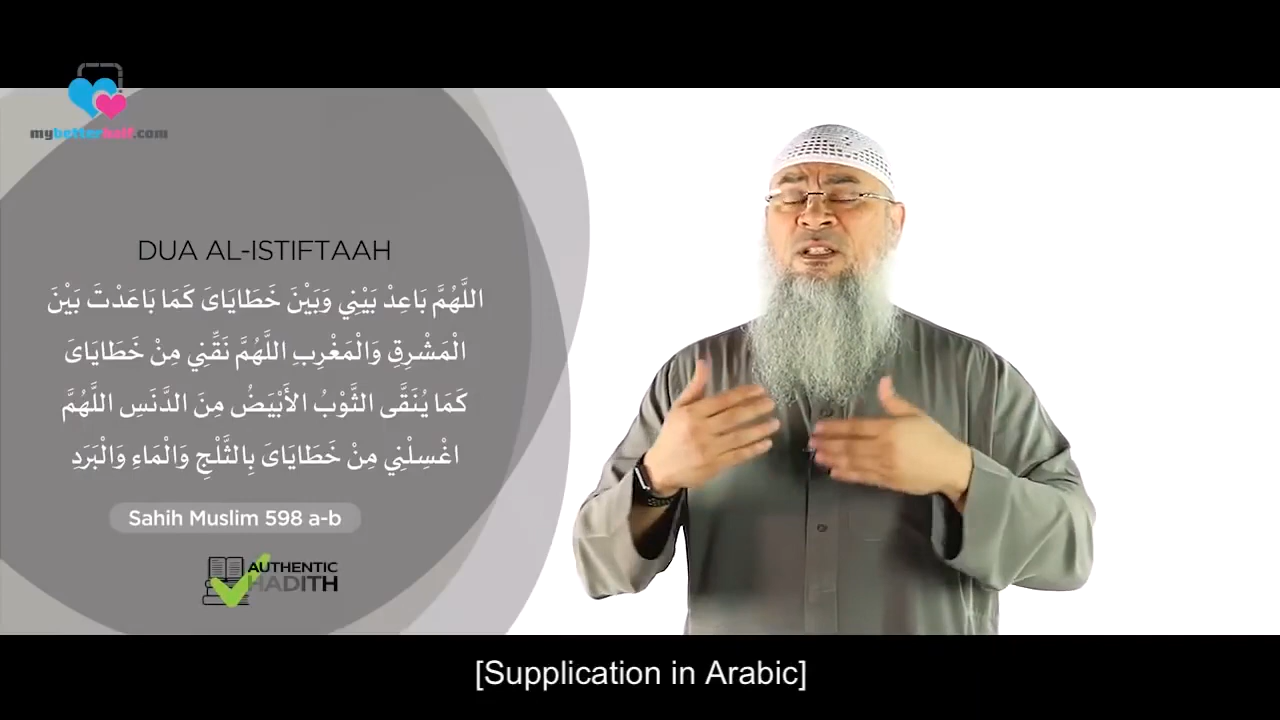 mybetterhalf.com
DUA AL-ISTIFTAAH
اللَّهُمَّ بَاعِدْ بَيْنِي وَبَيْنَ خَطَايَاىَ كَمَا بَاعَدْتَ بَيْنَ
الْمَشْرِقِ وَالْمَغْرِبِ اللَّهُمَّ نَقِّنِي مِنْ خَطَايَاىَ
كَمَا يُنَقَّى الثَّوْبُ الأَبْيَضُ مِنَ الدَّنَسِ اللَّهُمَّ
اغْسِلْنِي مِنْ خَطَايَاىَ بِالثَّلْجِ وَالْمَاءِ وَالْبَرَدِ
Sahih Muslim 598 a-b
AUTHENTIC
HADITH
[Supplication in Arabic]